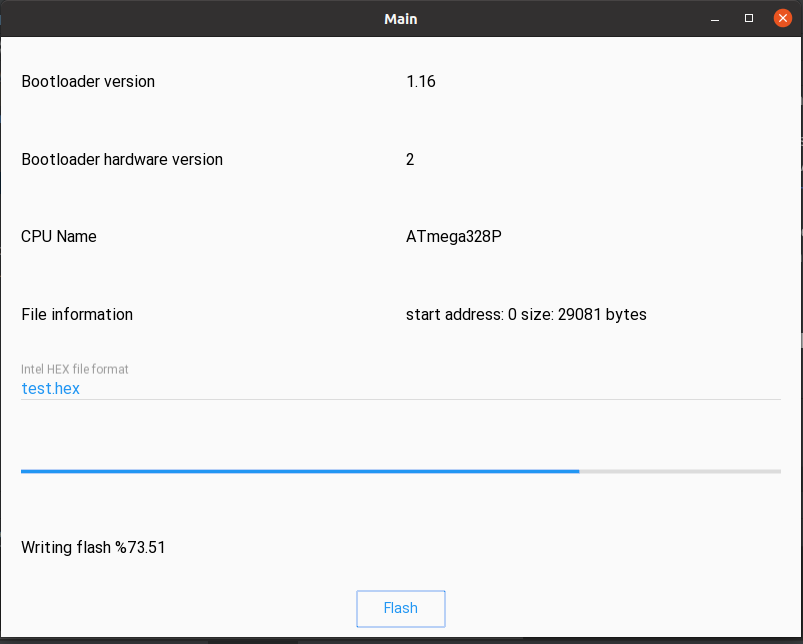 Main
Bootloader version 1.16
Bootloader hardware version 2
CPU Name ATmega328P
File information start address: 0 size: 29081 bytes
Intel HEX file format
test.hex
Writing flash %73.51
Flash